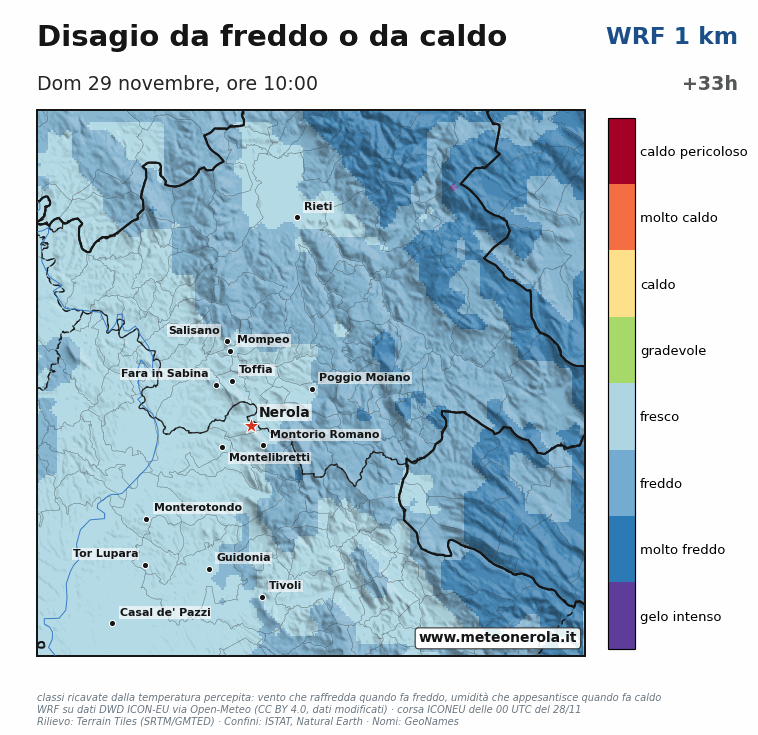 Disagio da freddo o da caldo
WRF 1 km
Dom 29 novembre, ore 10:00
+33h
caldo pericoloso
molto caldo
caldo
gradevole
fresco
freddo
molto freddo
gelo intenso
Rieti
Salisano
Mompeo
Fara in Sabina
Toffia
Poggio Moiano
Nerola
Montorio Romano
Montelibretti
Monterotondo
Tor Lupara
Guidonia
Tivoli
Casal de' Pazzi
www.meteonerola.it
classi ricavate dalla temperatura percepita: vento che raffredda quando fa freddo, umidità che appesantisce quando fa caldo
WRF su dati DWD ICON-EU via Open-Meteo (CC BY 4.0, dati modificati) · corsa ICONEU delle 00 UTC del 28/11
Rilievo: Terrain Tiles (SRTM/GMTED) · Confini: ISTAT, Natural Earth · Nomi: GeoNames